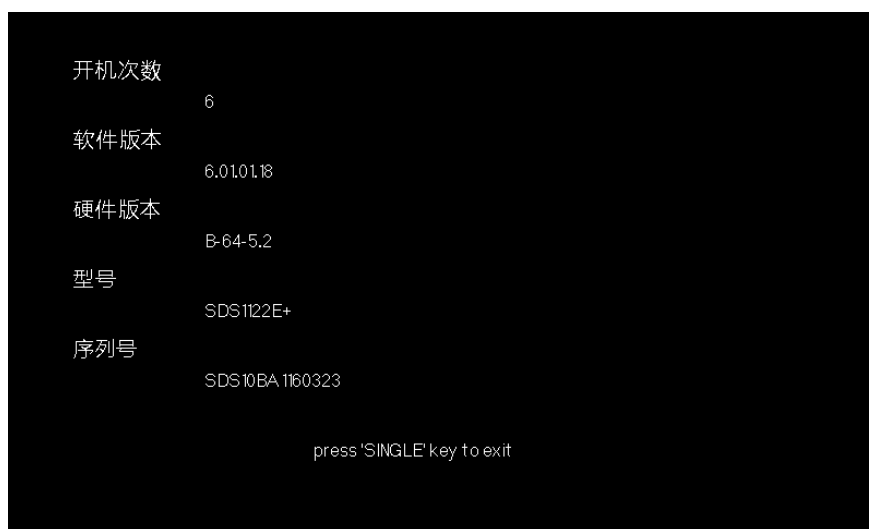 开机次数
6
软件版本
6.01.01.18
硬件版本
B-64-5.2
型号
SDS1122E+
序列号
SDS10BA1160323
press 'SINGLE' key to exit